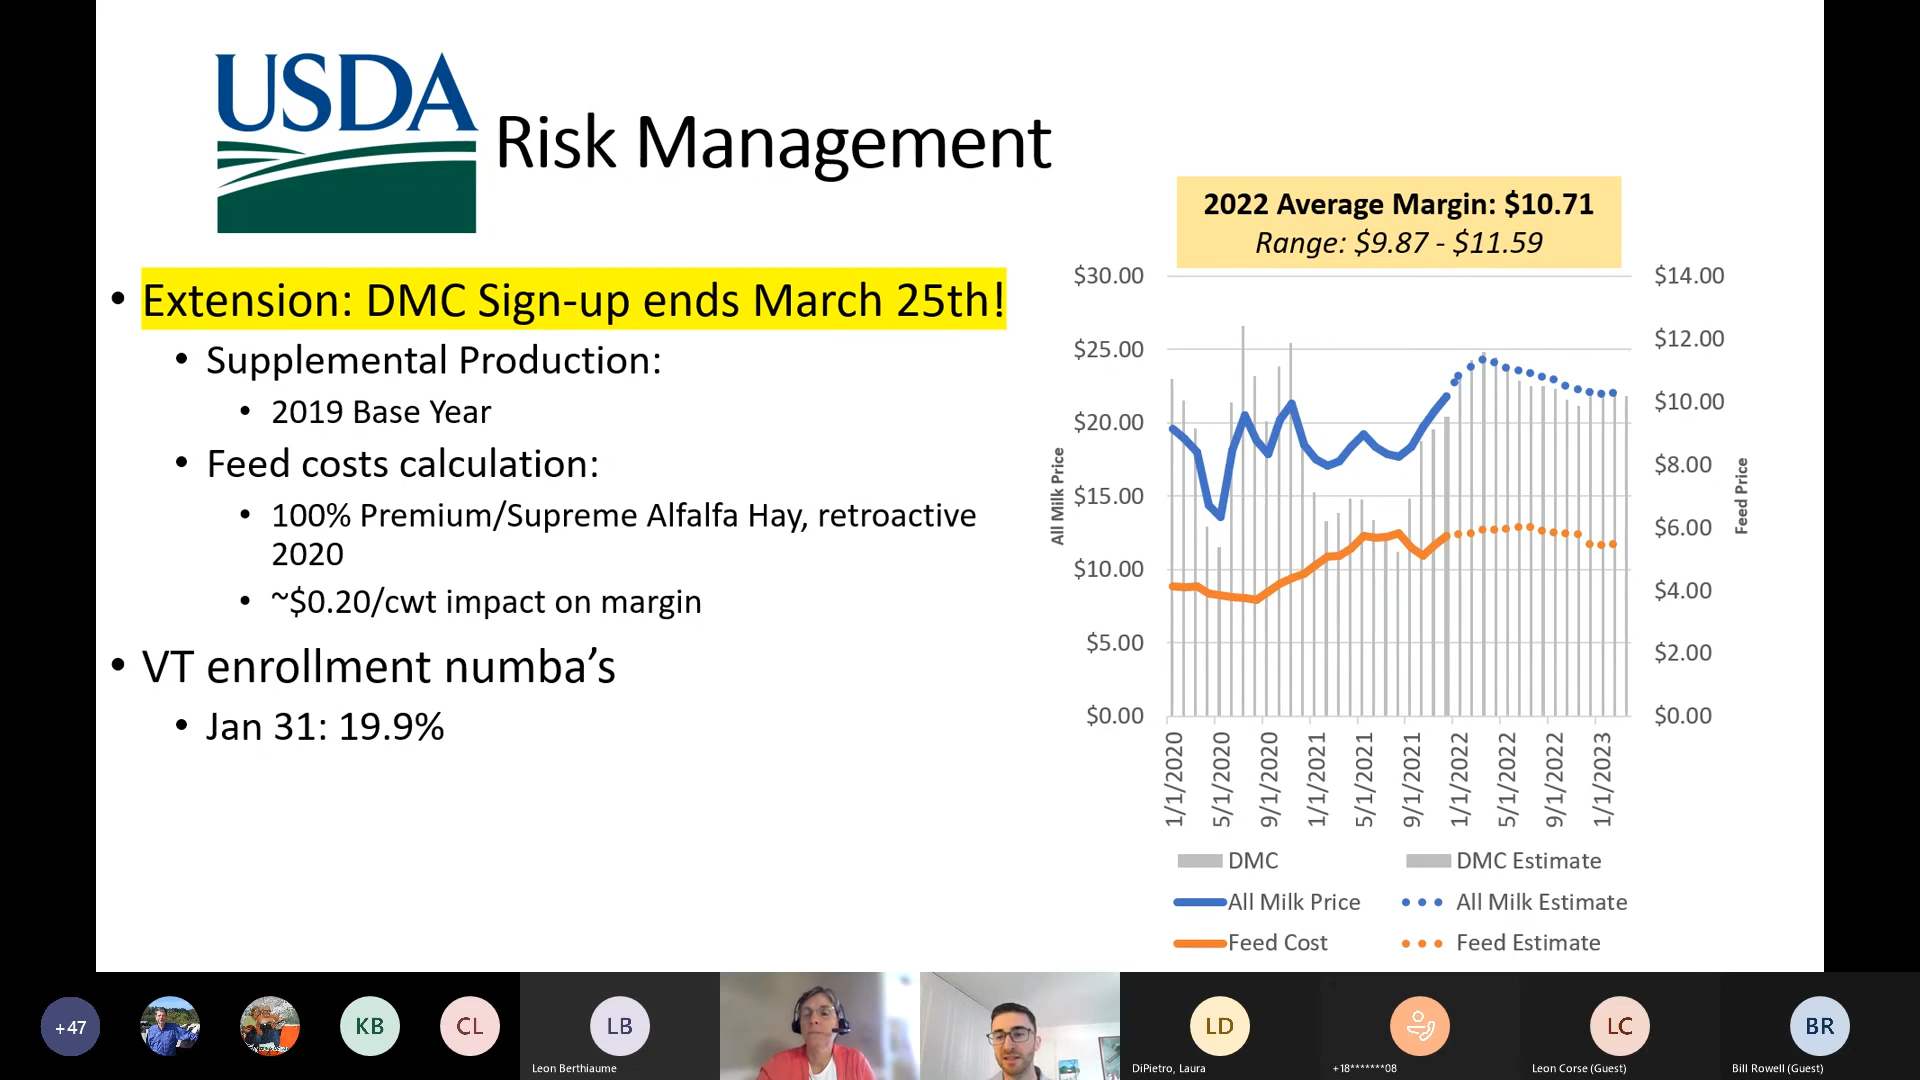 USDA
Risk Management
2022 Average Margin: $10.71
Range: $9.87 - $11.59
• Extension: DMC Sign-up ends March 25th!
• Supplemental Production:
• 2019 Base Year
• Feed costs calculation:
• 100% Premium/Supreme Alfalfa Hay, retroactive
2020
• ~$0.20/cwt impact on margin
• VT enrollment numba’s
• Jan 31: 19.9%
All Milk Price
$30.00
$25.00
$20.00
$15.00
$10.00
$5.00
$0.00
$14.00
$12.00
$10.00
$8.00
$6.00
$4.00
$2.00
$0.00
Feed Price
1/1/2020
5/1/2020
9/1/2020
1/1/2021
5/1/2021
9/1/2021
1/1/2022
5/1/2022
9/1/2022
1/1/2023
DMC
DMC Estimate
All Milk Price
All Milk Estimate
Feed Cost
Feed Estimate
+47
KB
CL
LB
Leon Berthiaume
LD
DiPietro, Laura
+18*******08
LC
Leon Corse (Guest)
BR
Bill Rowell (Guest)